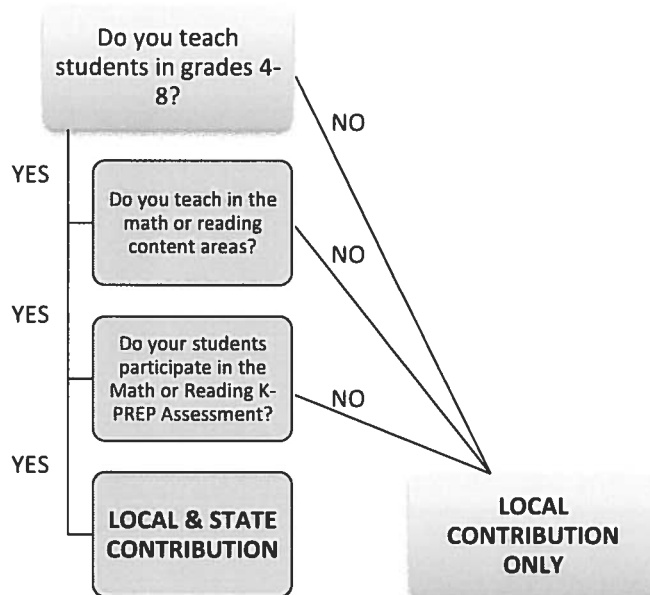 Do you teach
students in grades 4-
8?
NO
YES
Do you teach in the
math or reading
content areas?
NO
YES
Do your students
participate in the
Math or Reading K-
PREP Assessment?
NO
YES
LOCAL & STATE
CONTRIBUTION
LOCAL
CONTRIBUTION
ONLY